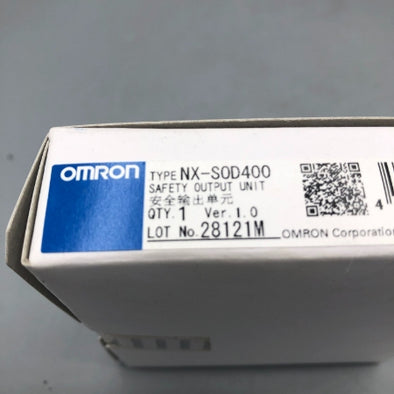 OMRON
TYPE NX-SOD400
SAFETY OUTPUT UNIT
安全输出单元
QTY. 1 Ver. 1.0
LOT No. 28121M
OMRON Corporation
4